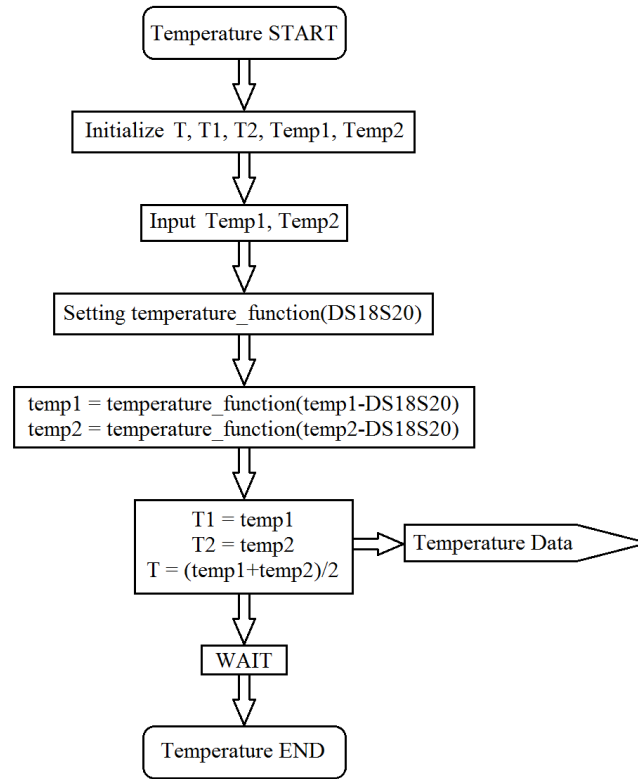 Temperature START
Initialize T, T1, T2, Temp1, Temp2
Input Temp1, Temp2
Setting temperature_function(DS18S20)
temp1 = temperature_function(temp1-DS18S20)
temp2 = temperature_function(temp2-DS18S20)
T1 = temp1
T2 = temp2
T = (temp1+temp2)/2
Temperature Data
WAIT
Temperature END